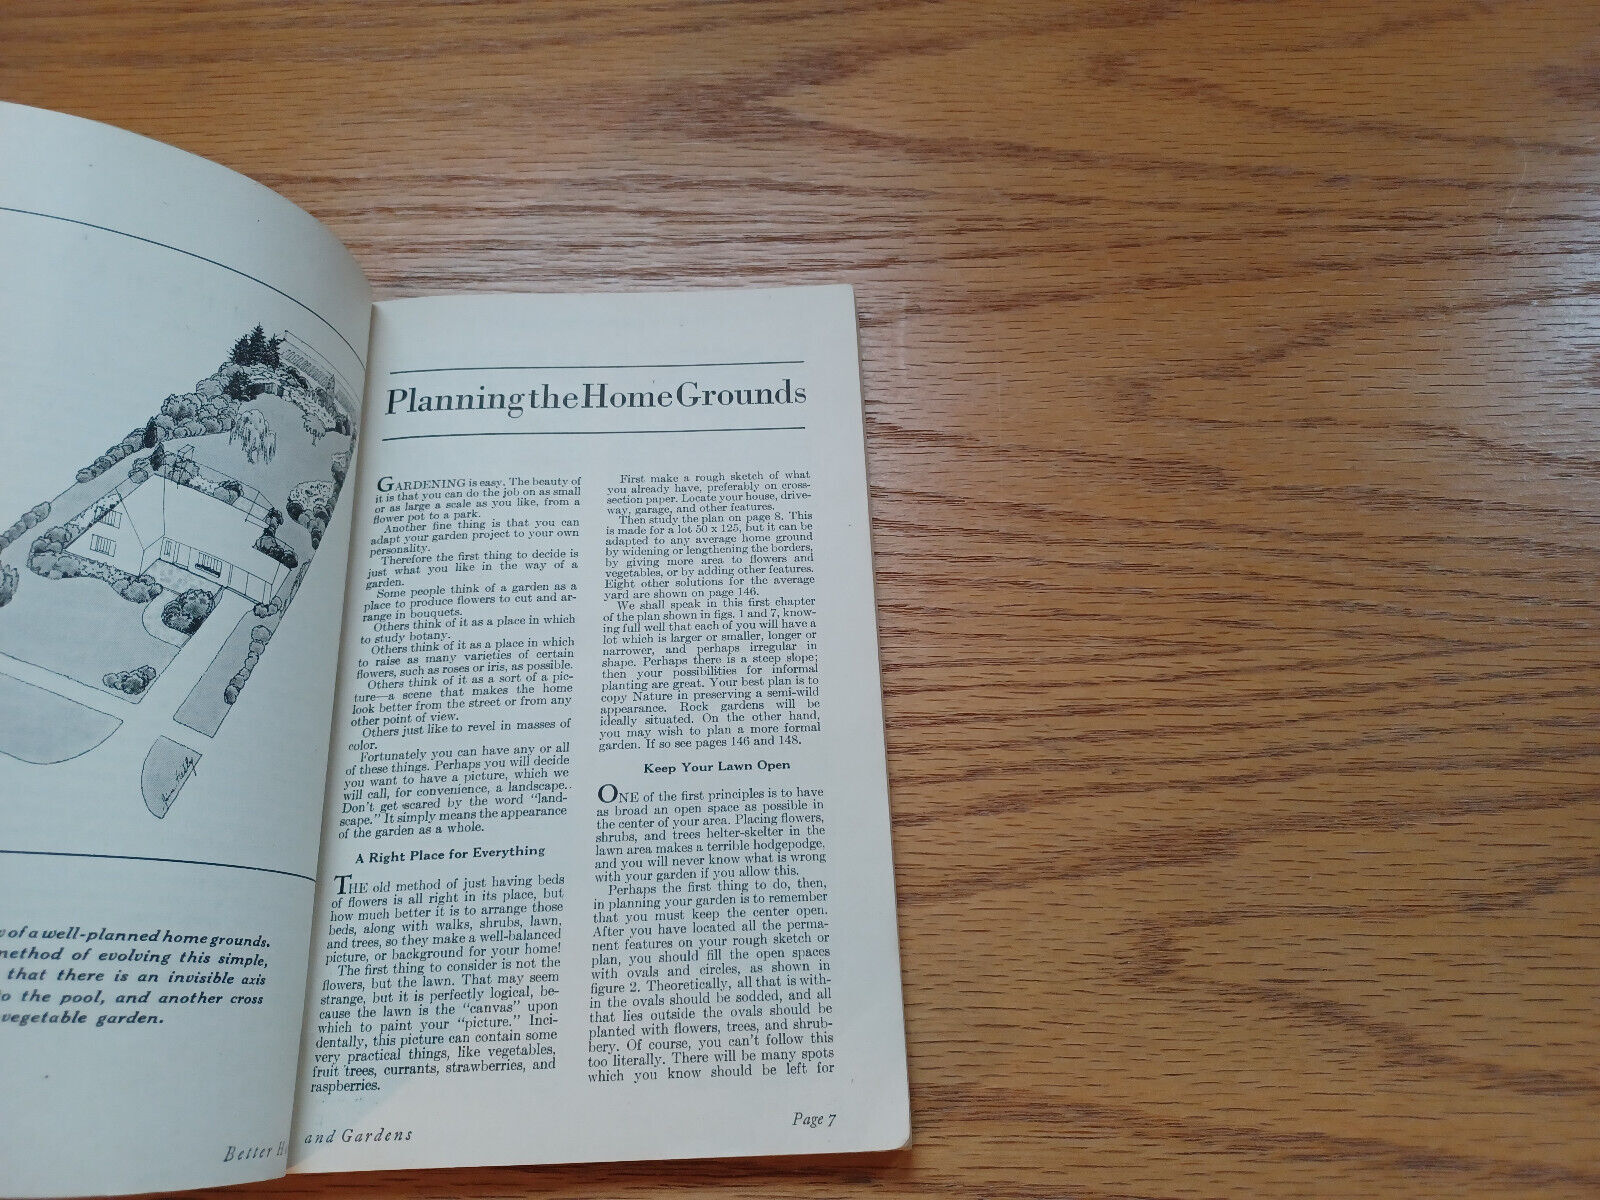 v of a well-planned home grounds.
method of evolving this simple,
that there is an invisible axis
to the pool, and another cross
vegetable garden.
Better H
Planning the Home Grounds
GARDENING is easy. The beauty of
it is that you can do the job on as small
or as large a scale as you like, from a
flower pot to a park.
Another fine thing is that you can
adapt your garden project to your own
personality.
Therefore the first thing to decide is
just what you like in the way of a
garden.
Some people think of a garden as a
place to produce flowers to cut and ar-
range in bouquets.
Others think of it as a place in which
to study botany.
Others think of it as a place in which
to raise as many varieties of certain
flowers, such as roses or iris, as possible.
Others think of it as a sort of a pic-
ture—a scene that makes the home
look better from the street or from any
other point of view.
Others just like to revel in masses of
color.
Fortunately you can have any or all
of these things. Perhaps you will decide
you want to have a picture, which we
will call, for convenience, a landscape..
Don't get scared by the word "land-
scape." It simply means the appearance
of the garden as a whole.
A Right Place for Everything
THE old method of just having beds
of flowers is all right in its place, but
how much better it is to arrange those
beds, along with walks, shrubs, lawn,
and trees, so they make a well-balanced
picture, or background for your home!
The first thing to consider is not the
flowers, but the lawn. That may seem
strange, but it is perfectly logical, be-
cause the lawn is the "canvas" upon
which to paint your "picture." Inci-
dentally, this picture can contain some
very practical things, like vegetables,
fruit trees, currants, strawberries, and
raspberries.
First make a rough sketch of what
you already have, preferably on cross-
section paper. Locate your house, drive-
way, garage, and other features.
Then study the plan on page 8. This
is made for a lot 50 x 125, but it can be
adapted to any average home ground
by widening or lengthening the borders,
by giving more area to flowers and
vegetables, or by adding other features.
Eight other solutions for the average
yard are shown on page 146.
We shall speak in this first chapter
of the plan shown in figs. 1 and 7, know-
ing full well that each of you will have a
lot which is larger or smaller, longer or
narrower, and perhaps irregular in
shape. Perhaps there is a steep slope;
then your possibilities for informal
planting are great. Your best plan is to
copy Nature in preserving a semi-wild
appearance. Rock gardens will be
ideally situated. On the other hand,
you may wish to plan a more formal
garden. If so see pages 146 and 148.
Keep Your Lawn Open
ONE of the first principles is to have
as broad an open space as possible in
the center of your area. Placing flowers,
shrubs, and trees helter-skelter in the
lawn area makes a terrible hodgepodge,
and you will never know what is wrong
with your garden if you allow this.
Perhaps the first thing to do, then,
in planning your garden is to remember
that you must keep the center open.
After you have located all the perma-
nent features on your rough sketch or
plan, you should fill the open spaces
with ovals and circles, as shown in
figure 2. Theoretically, all that is with-
in the ovals should be sodded, and all
that lies outside the ovals should be
planted with flowers, trees, and shrub-
bery. Of course, you can't follow this
too literally. There will be many spots
which you know should be left for
and Gardens
Page 7